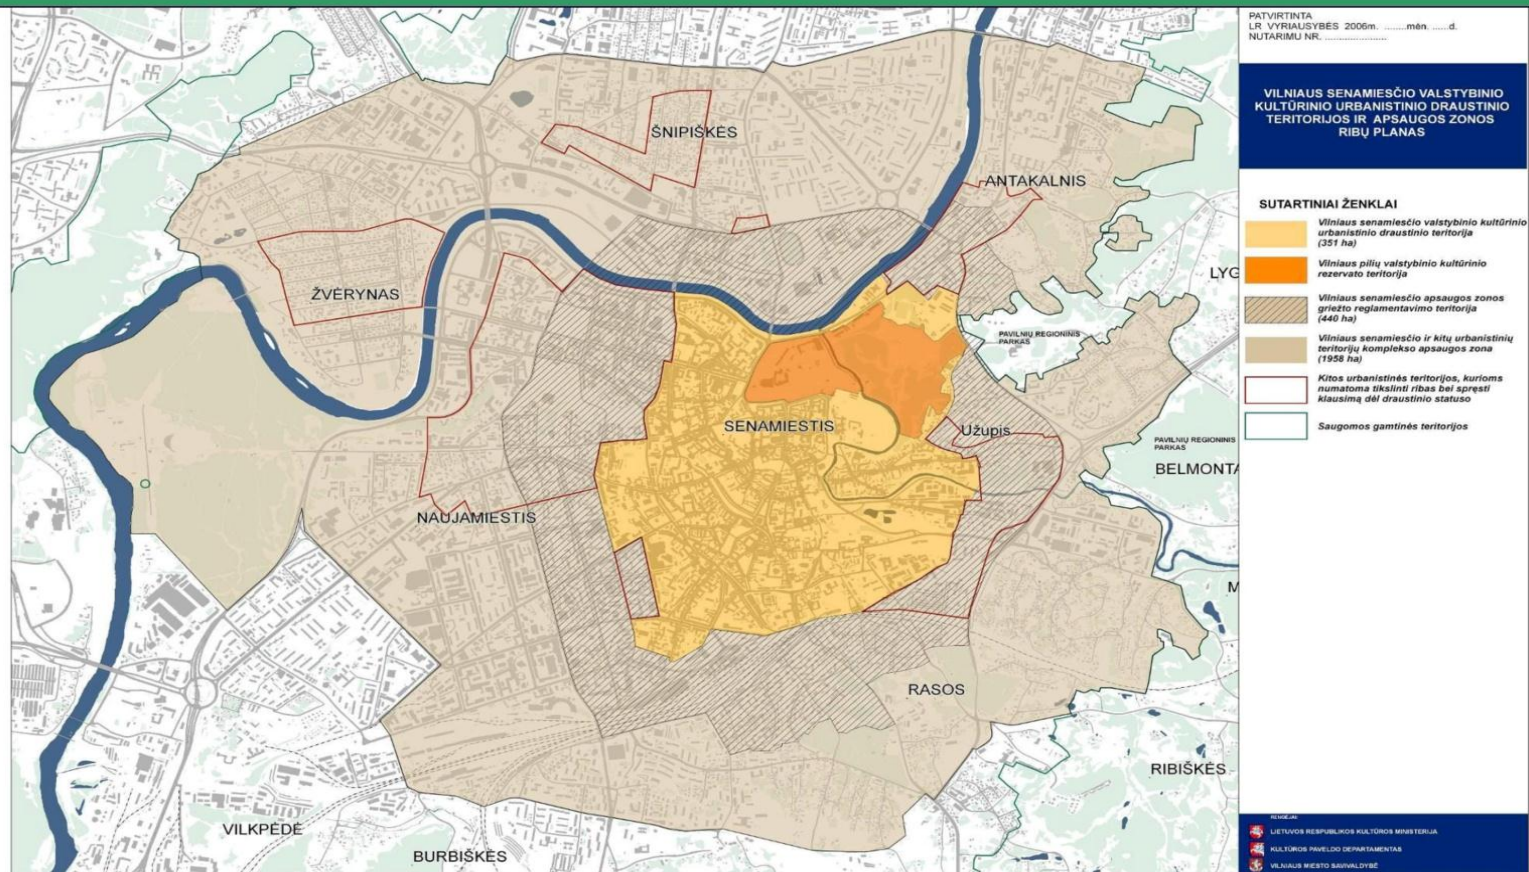 PATVIRTINTA
LR VYRIAUSYBĖS 2006m. ........mėn. ......d.
NUTARIMU NR. ......................
VILNIAUS SENAMIESČIO VALSTYBINIO
KULTŪRINIO URBANISTINIO DRAUSTINIO
TERITORIJOS IR APSAUGOS ZONOS
RIBŲ PLANAS
SUTARTINIAI ŽENKLAI
Vilniaus senamiesčio valstybinio kultūrinio
urbanistinio draustinio teritorija
(351 ha)
Vilniaus pilių valstybinio kultūrinio
rezervato teritorija
Vilniaus senamiesčio apsaugos zonos
griežto reglamentavimo teritorija
(440 ha)
Vilniaus senamiesčio ir kitų urbanistinių
teritorijų komplekso apsaugos zona
(1958 ha)
Kitos urbanistinės teritorijos, kurioms
numatoma tikslinti ribas bei spręsti
klausimą dėl draustinio statuso
Saugomos gamtinės teritorijos
ŠNIPIŠKĖS
ANTAKALNIS
LYG
ŽVĖRYNAS
PAVILNIŲ REGIONINIS
PARKAS
SENAMIESTIS
Užupis
PAVILNIŲ REGIONINIS
PARKAS
BELMONTA
NAUJAMIESTIS
M
RASOS
RIBIŠKĖS
VILKPĖDĖ
BURBIŠKĖS
RENGĖJAI:
LIETUVOS RESPUBLIKOS KULTŪROS MINISTERIJA
KULTŪROS PAVELDO DEPARTAMENTAS
VILNIAUS MIESTO SAVIVALDYBĖ